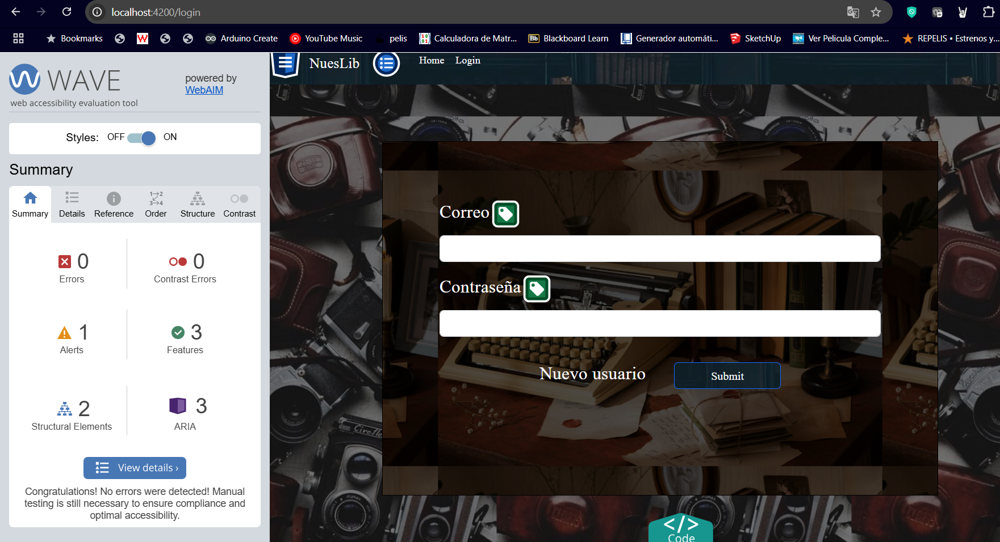 localhost:4200/login
Bookmarks
Arduino Create
YouTube Music
pelis
Calculadora de Matr...
Bb
Blackboard Learn
Generador automáti...
SketchUp
Ver Pelicula Comple...
REPELIS • Estrenos y...
WAVE
powered by
WebAIM
web accessibility evaluation tool
Styles: OFF ON
Summary
Summary Details Reference Order Structure Contrast
0 Errors
0 Contrast Errors
1 Alerts
3 Features
2 Structural Elements
3 ARIA
View details ›
Congratulations! No errors were detected! Manual
testing is still necessary to ensure compliance and
optimal accessibility.
NuesLib
Home Login
Correo
Contraseña
Nuevo usuario
Submit
</>
Code